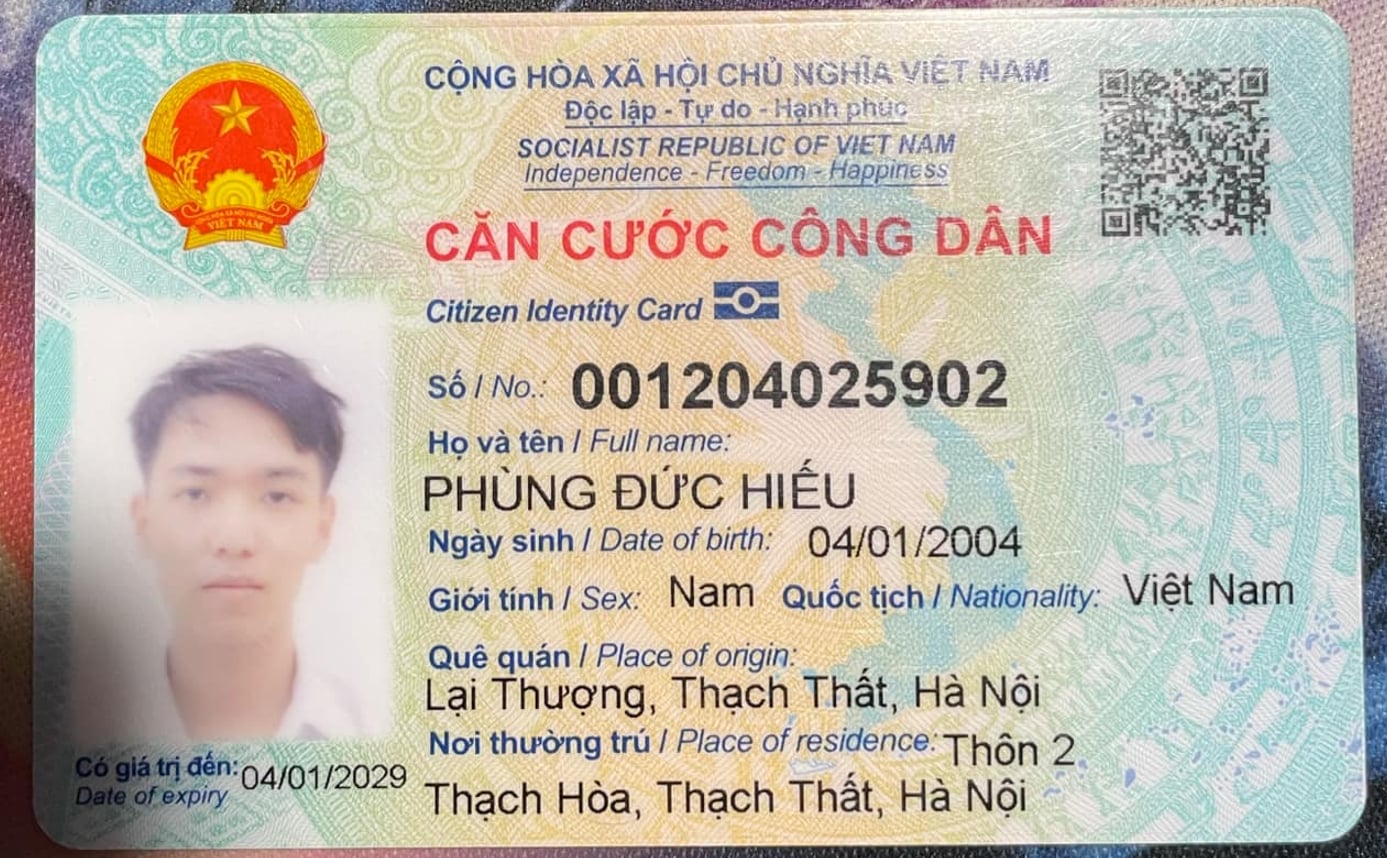 CỘNG HÒA XÃ HỘI CHỦ NGHĨA VIỆT NAM
Độc lập - Tự do - Hạnh phúc
SOCIALIST REPUBLIC OF VIET NAM
Independence - Freedom - Happiness
CĂN CƯỚC CÔNG DÂN
Citizen Identity Card
Số / No.: 001204025902
Họ và tên / Full name:
PHÙNG ĐỨC HIẾU
Ngày sinh / Date of birth: 04/01/2004
Giới tính / Sex: Nam Quốc tịch / Nationality: Việt Nam
Quê quán / Place of origin:
Lại Thượng, Thạch Thất, Hà Nội
Nơi thường trú / Place of residence: Thôn 2
Thạch Hòa, Thạch Thất, Hà Nội
Có giá trị đến: 04/01/2029
Date of expiry
VIỆT NAM